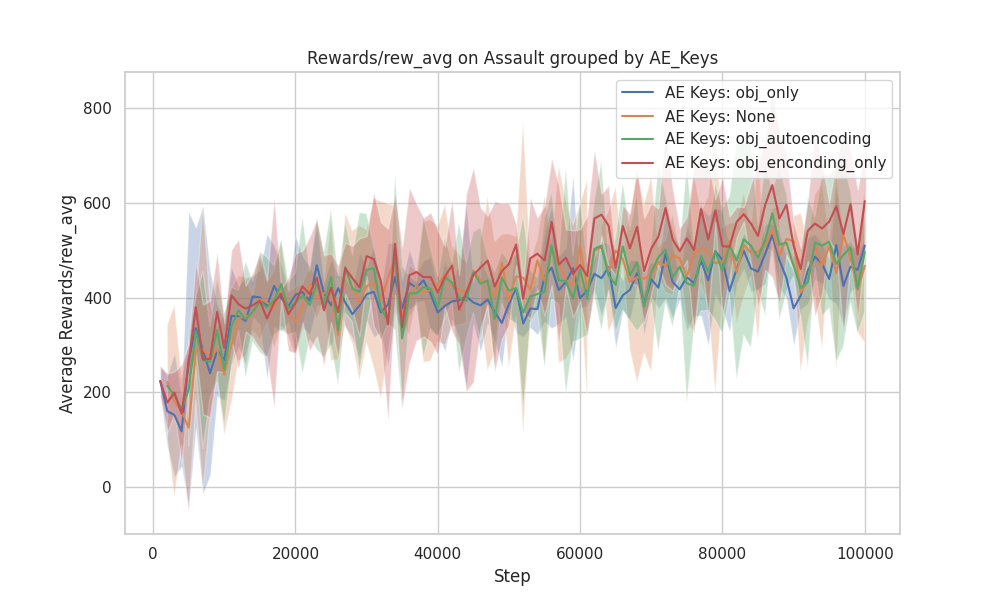 Rewards/rew_avg on Assault grouped by AE_Keys
AE Keys: obj_only
AE Keys: None
AE Keys: obj_autoencoding
AE Keys: obj_enconding_only
Average Rewards/rew_avg
800
600
400
200
0
0
20000
40000
60000
80000
100000
Step